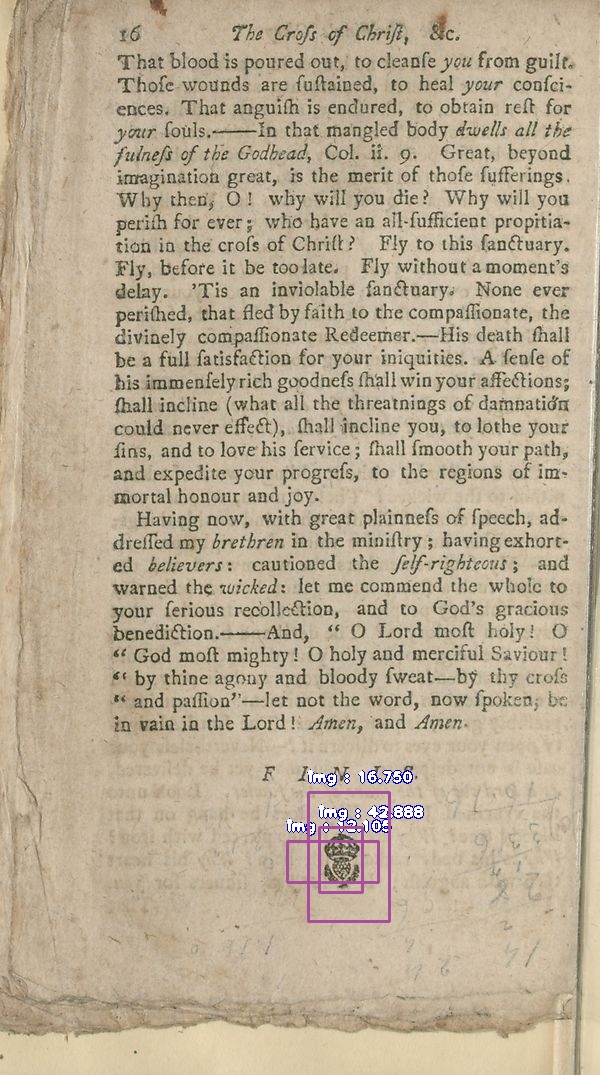 16 The Croſs of Chriſt, &c.
That blood is poured out, to cleanſe you from guilt.
Thoſe wounds are ſuſtained, to heal your conſci-
ences. That anguiſh is endured, to obtain reſt for
your ſouls.——In that mangled body dwells all the
fulneſs of the Godhead, Col. ii. 9. Great, beyond
imagination great, is the merit of thoſe ſufferings.
Why then, O! why will you die? Why will you
periſh for ever; who have an all-ſufficient propitia-
tion in the croſs of Chriſt? Fly to this ſanctuary.
Fly, before it be too late. Fly without a moment's
delay. 'Tis an inviolable ſanctuary. None ever
periſhed, that fled by faith to the compaſſionate, the
divinely compaſſionate Redeemer.—His death ſhall
be a full ſatisfaction for your iniquities. A ſenſe of
his immenſely rich goodneſs ſhall win your affections;
ſhall incline (what all the threatnings of damnation
could never effect), ſhall incline you, to lothe your
ſins, and to love his ſervice; ſhall ſmooth your path,
and expedite your progreſs, to the regions of im-
mortal honour and joy.
Having now, with great plainneſs of ſpeech, ad-
dreſſed my brethren in the miniſtry; having exhort-
ed believers: cautioned the ſelf-righteous; and
warned the wicked: let me commend the whole to
your ſerious recollection, and to God's gracious
benediction.——And, “ O Lord moſt holy! O
“ God moſt mighty! O holy and merciful Saviour!
“ by thine agony and bloody ſweat—by thy croſs
“ and paſſion”—let not the word, now ſpoken, be
in vain in the Lord! Amen, and Amen.
F I N I S.
img : 16.750
img : 42.888